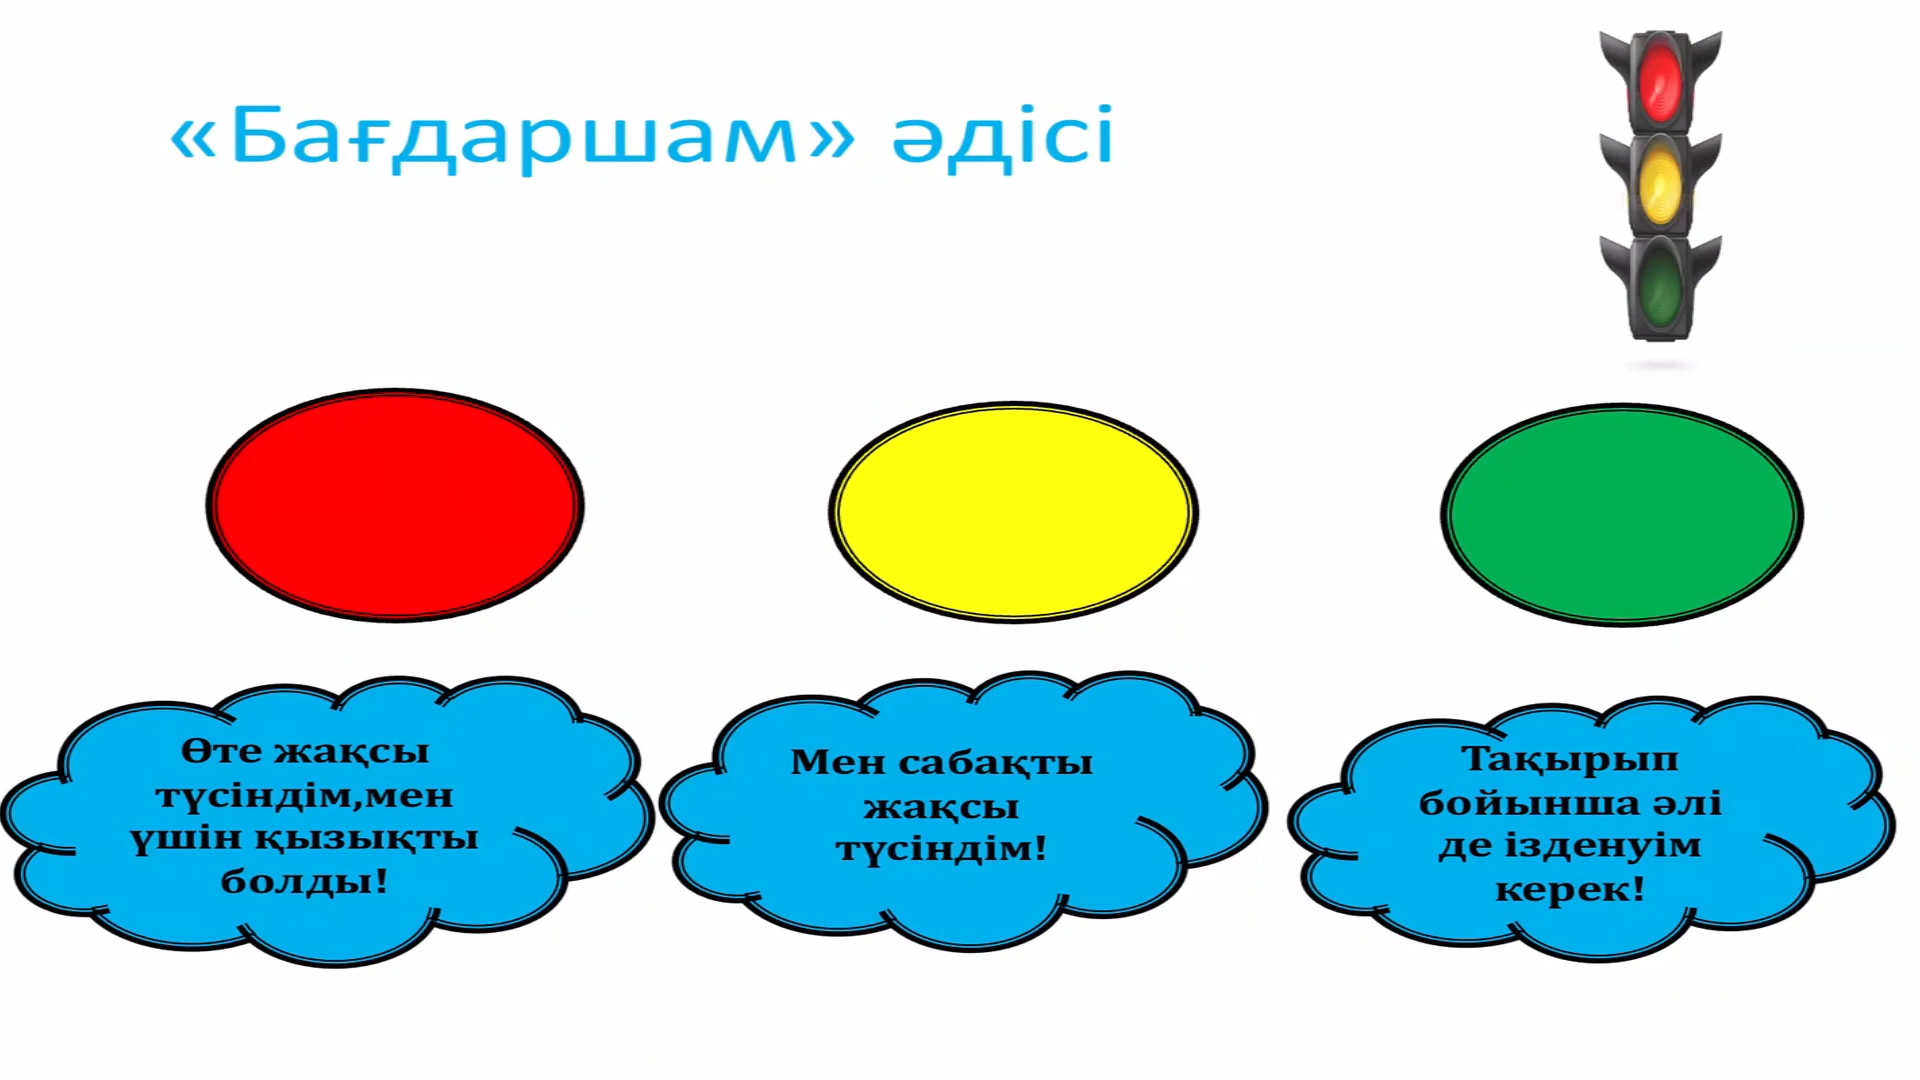 «Бағдаршам» әдісі
Өте жақсы
түсіндім,мен
үшін қызықты
болды!
Мен сабақты
жақсы
түсіндім!
Тақырып
бойынша әлі
де ізденуім
керек!